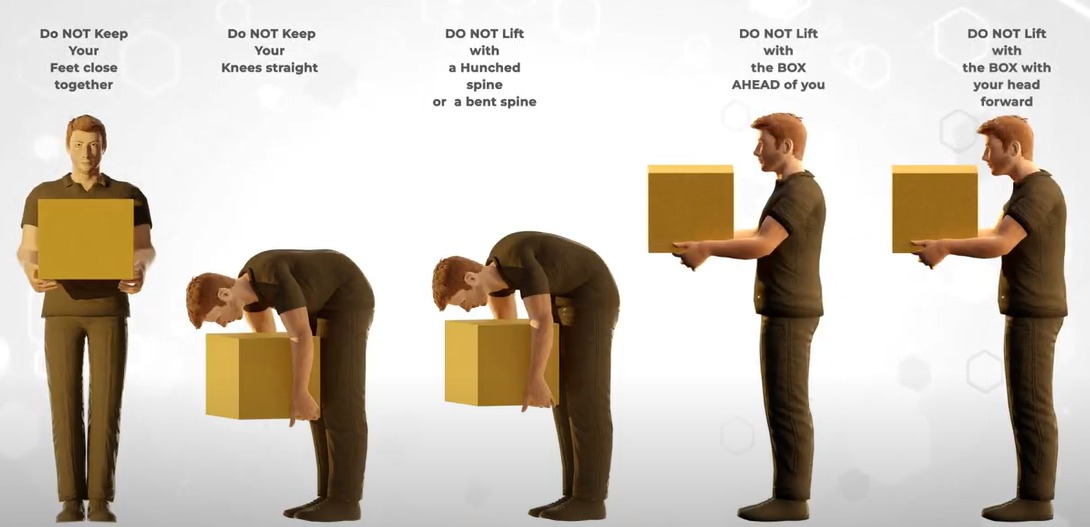 Do NOT Keep
Your
Feet close
together
Do NOT Keep
Your
Knees straight
DO NOT Lift
with
a Hunched
spine
or a bent spine
DO NOT Lift
with
the BOX
AHEAD of you
DO NOT Lift
with
the BOX with
your head
forward